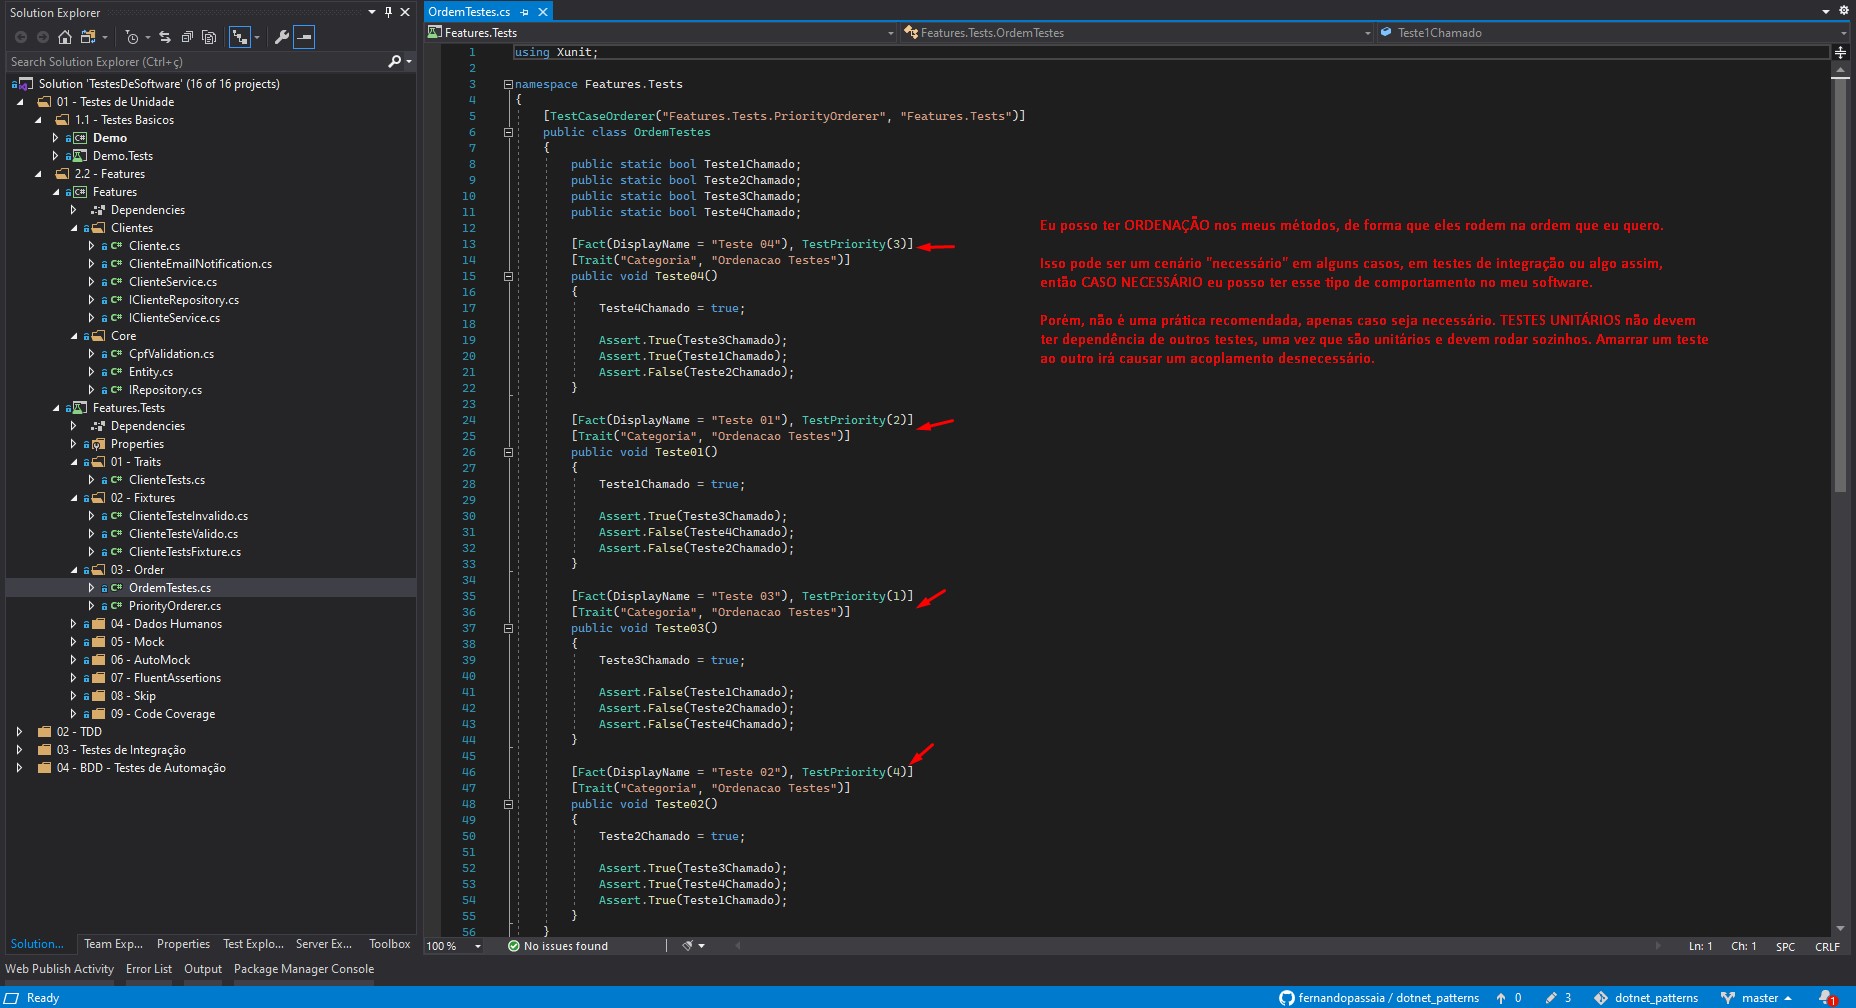 Solution Explorer
Search Solution Explorer (Ctrl+ç)
Solution 'TestesDeSoftware' (16 of 16 projects)
01 - Testes de Unidade
1.1 - Testes Basicos
Demo
Demo.Tests
2.2 - Features
Features
Dependencies
Clientes
Cliente.cs
ClienteEmailNotification.cs
ClienteService.cs
IClienteRepository.cs
IClienteService.cs
Core
CpfValidation.cs
Entity.cs
IRepository.cs
Features.Tests
Dependencies
Properties
01 - Traits
ClienteTests.cs
02 - Fixtures
ClienteTesteInvalido.cs
ClienteTesteValido.cs
ClienteTestsFixture.cs
03 - Order
OrdemTestes.cs
PriorityOrderer.cs
04 - Dados Humanos
05 - Mock
06 - AutoMock
07 - FluentAssertions
08 - Skip
09 - Code Coverage
02 - TDD
03 - Testes de Integração
04 - BDD - Testes de Automação
Solution... Team Exp... Properties Test Explo... Server Ex... Toolbox
OrdemTestes.cs
Features.Tests Features.Tests.OrdemTestes Teste1Chamado
1 using Xunit;
2
3 namespace Features.Tests
4 {
5 [TestCaseOrderer("Features.Tests.PriorityOrderer", "Features.Tests")]
6 public class OrdemTestes
7 {
8 public static bool Teste1Chamado;
9 public static bool Teste2Chamado;
10 public static bool Teste3Chamado;
11 public static bool Teste4Chamado;
12
13 [Fact(DisplayName = "Teste 04"), TestPriority(3)]
14 [Trait("Categoria", "Ordenacao Testes")]
15 public void Teste04()
16 {
17 Teste4Chamado = true;
18
19 Assert.True(Teste3Chamado);
20 Assert.True(Teste1Chamado);
21 Assert.False(Teste2Chamado);
22 }
23
24 [Fact(DisplayName = "Teste 01"), TestPriority(2)]
25 [Trait("Categoria", "Ordenacao Testes")]
26 public void Teste01()
27 {
28 Teste1Chamado = true;
29
30 Assert.True(Teste3Chamado);
31 Assert.False(Teste4Chamado);
32 Assert.False(Teste2Chamado);
33 }
34
35 [Fact(DisplayName = "Teste 03"), TestPriority(1)]
36 [Trait("Categoria", "Ordenacao Testes")]
37 public void Teste03()
38 {
39 Teste3Chamado = true;
40
41 Assert.False(Teste1Chamado);
42 Assert.False(Teste2Chamado);
43 Assert.False(Teste4Chamado);
44 }
45
46 [Fact(DisplayName = "Teste 02"), TestPriority(4)]
47 [Trait("Categoria", "Ordenacao Testes")]
48 public void Teste02()
49 {
50 Teste2Chamado = true;
51
52 Assert.True(Teste3Chamado);
53 Assert.True(Teste4Chamado);
54 Assert.True(Teste1Chamado);
55 }
56 }
Eu posso ter ORDENAÇÃO nos meus métodos, de forma que eles rodem na ordem que eu quero.
Isso pode ser um cenário "necessário" em alguns casos, em testes de integração ou algo assim,
então CASO NECESSÁRIO eu posso ter esse tipo de comportamento no meu software.
Porém, não é uma prática recomendada, apenas caso seja necessário. TESTES UNITÁRIOS não devem
ter dependência de outros testes, uma vez que são unitários e devem rodar sozinhos. Amarrar um teste
ao outro irá causar um acoplamento desnecessário.
100 % No issues found Ln: 1 Ch: 1 SPC CRLF
Web Publish Activity Error List Output Package Manager Console
Ready fernandopassaia / dotnet_patterns 0 3 dotnet_patterns master 1